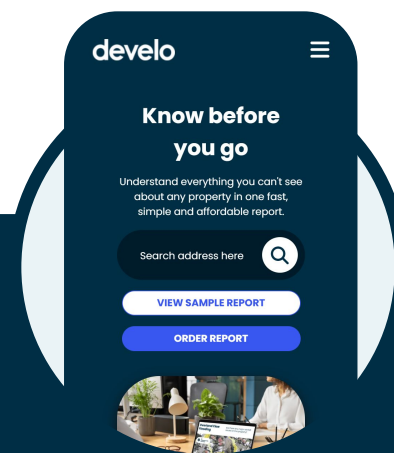 develo
Know before
you go
Understand everything you can't see
about any property in one fast,
simple and affordable report.
Search address here
VIEW SAMPLE REPORT
ORDER REPORT